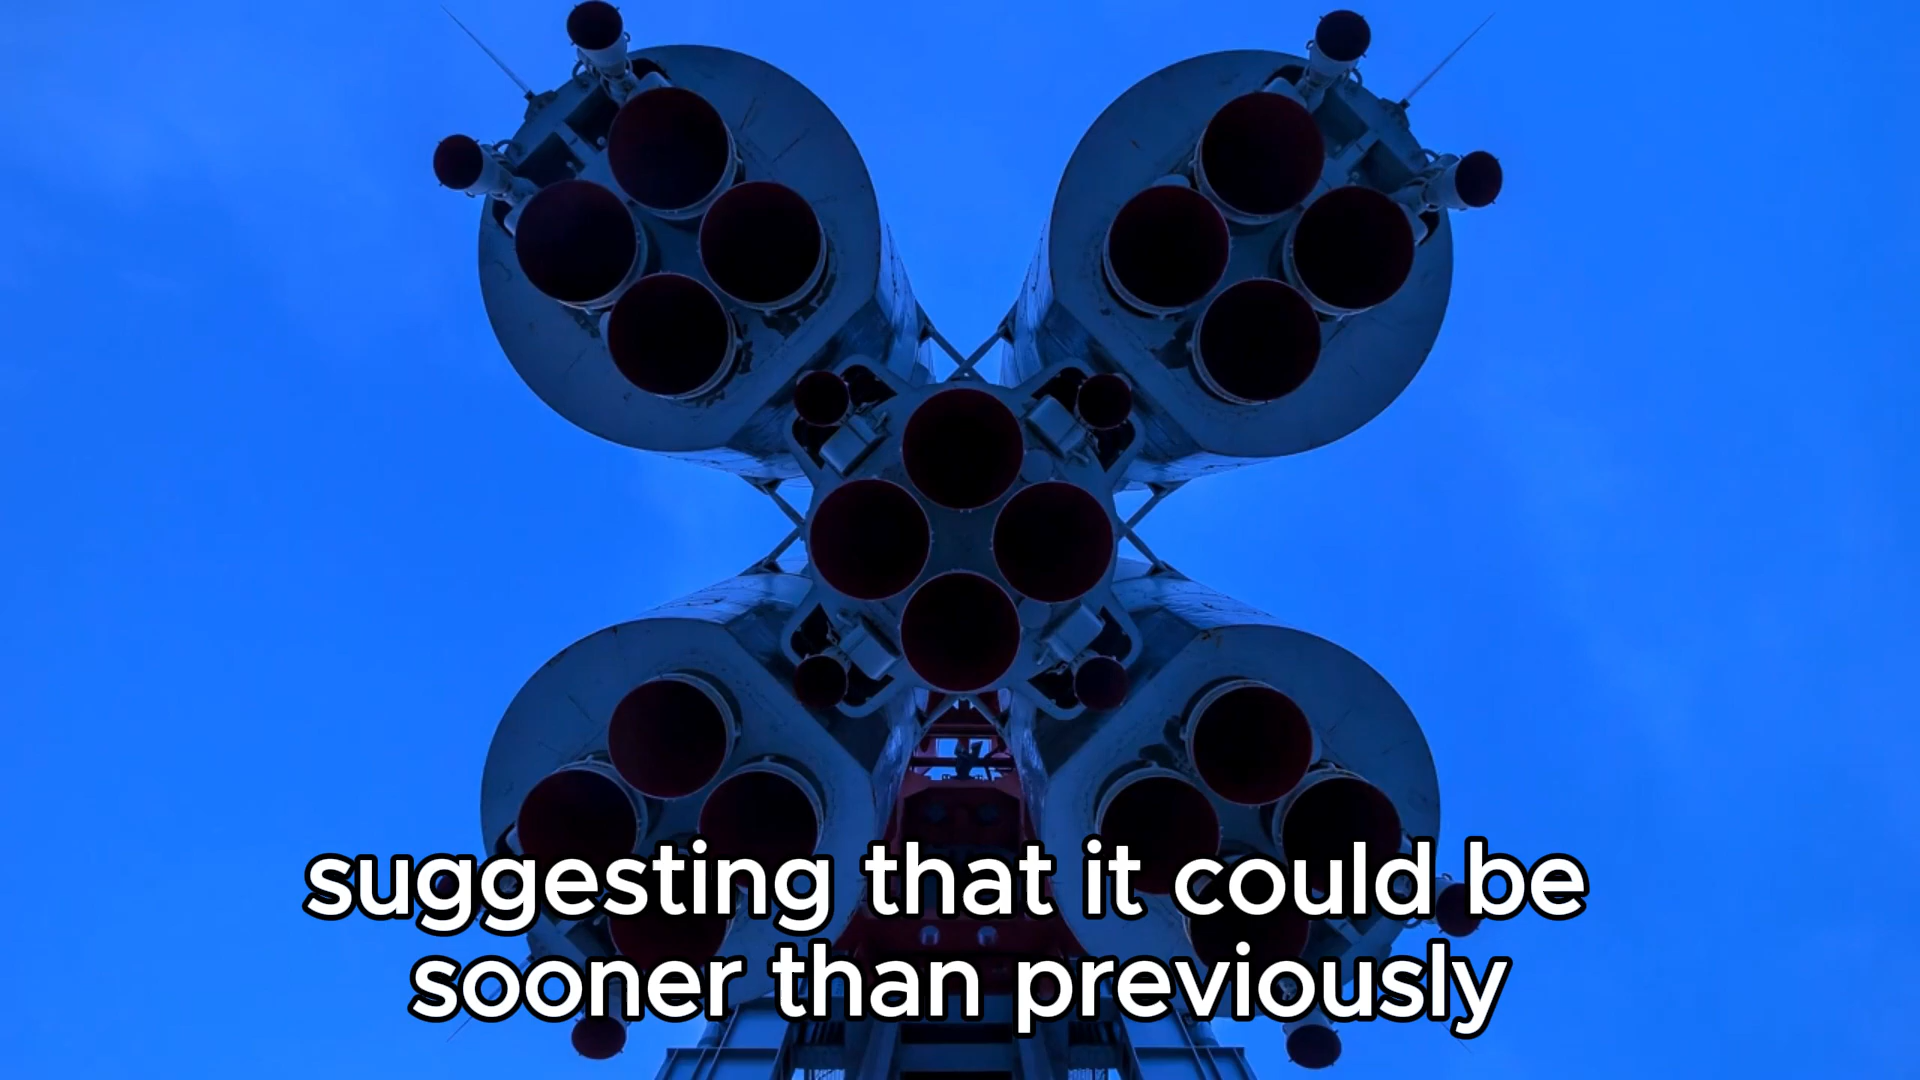 suggesting that it could be
sooner than previously